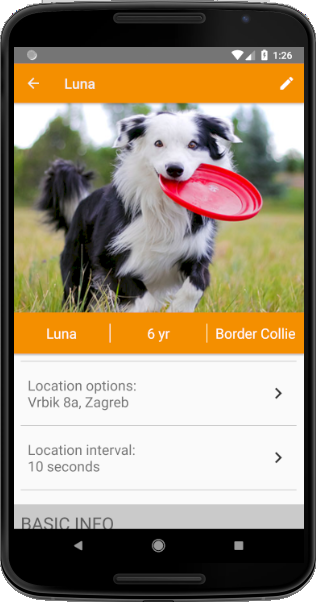 1:26
Luna
Luna 6 yr Border Collie
Location options:
Vrbik 8a, Zagreb
Location interval:
10 seconds
BASIC INFO